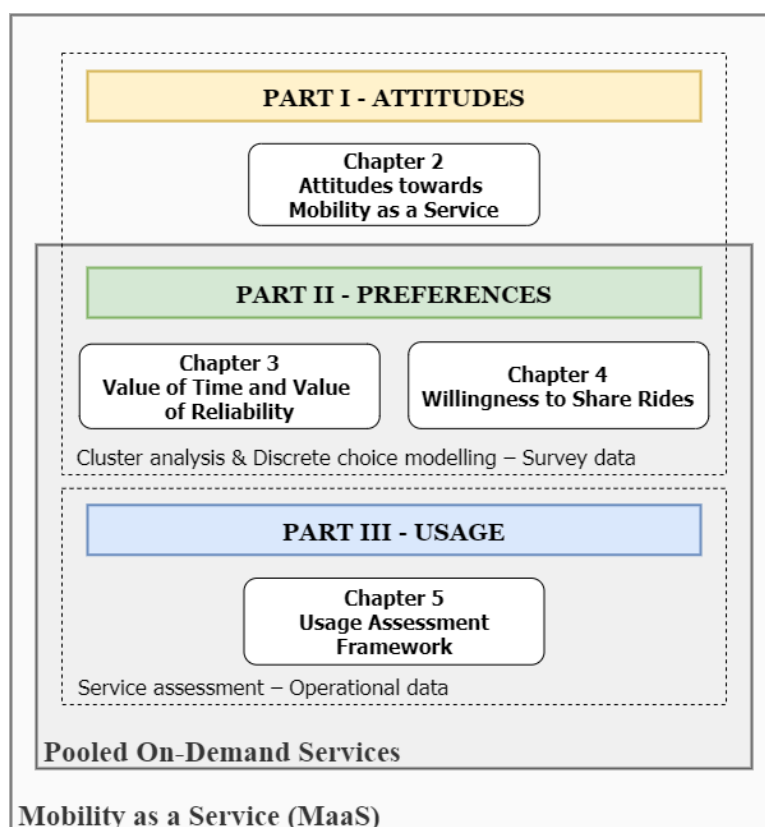 PART I - ATTITUDES
Chapter 2
Attitudes towards
Mobility as a Service
PART II - PREFERENCES
Chapter 3
Value of Time and Value
of Reliability
Chapter 4
Willingness to Share Rides
Cluster analysis & Discrete choice modelling – Survey data
PART III - USAGE
Chapter 5
Usage Assessment
Framework
Service assessment – Operational data
Pooled On-Demand Services
Mobility as a Service (MaaS)